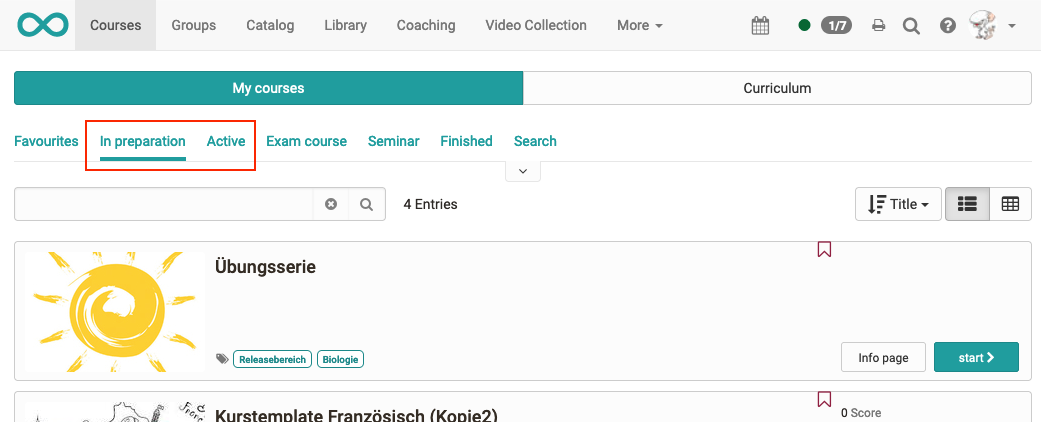 Courses Groups Catalog Library Coaching Video Collection More 1/7
My courses Curriculum
Favourites In preparation Active Exam course Seminar Finished Search
4 Entries Title
Übungsserie
Releasebereich Biologie Info page start
Kurstemplate Französisch (Kopie2) 0 Score